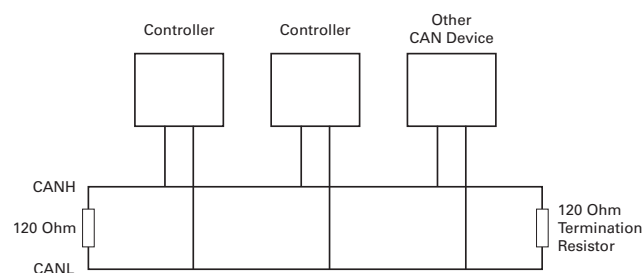 Controller
Controller
Other
CAN Device
CANH
120 Ohm
CANL
120 Ohm
Termination
Resistor